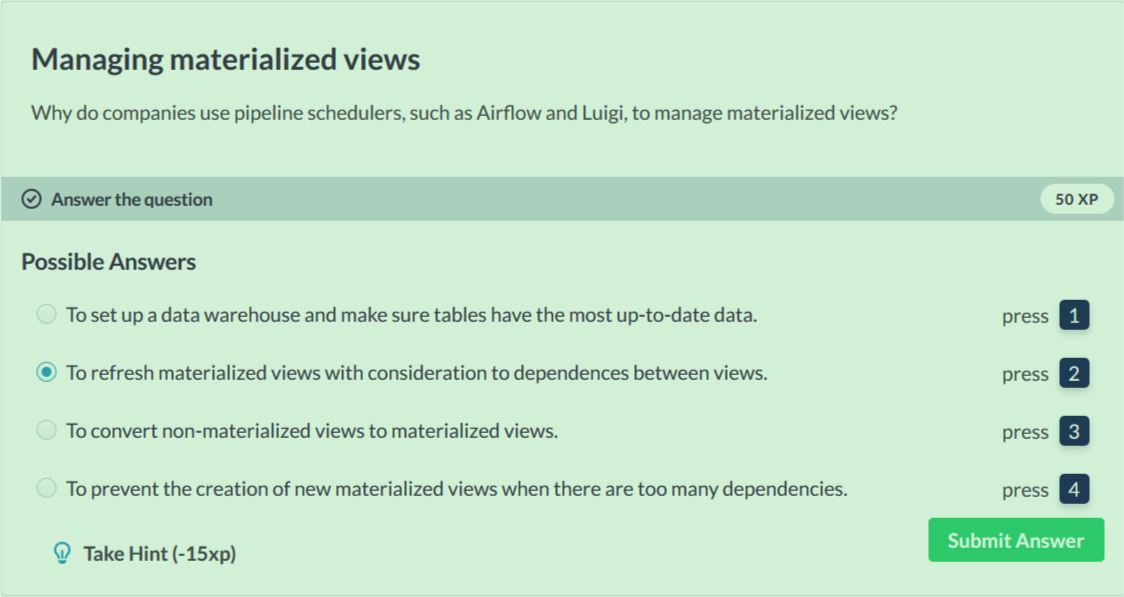 Managing materialized views
Why do companies use pipeline schedulers, such as Airflow and Luigi, to manage materialized views?
Answer the question
50 XP
Possible Answers
To set up a data warehouse and make sure tables have the most up-to-date data.
press 1
To refresh materialized views with consideration to dependences between views.
press 2
To convert non-materialized views to materialized views.
press 3
To prevent the creation of new materialized views when there are too many dependencies.
press 4
Take Hint (-15xp)
Submit Answer